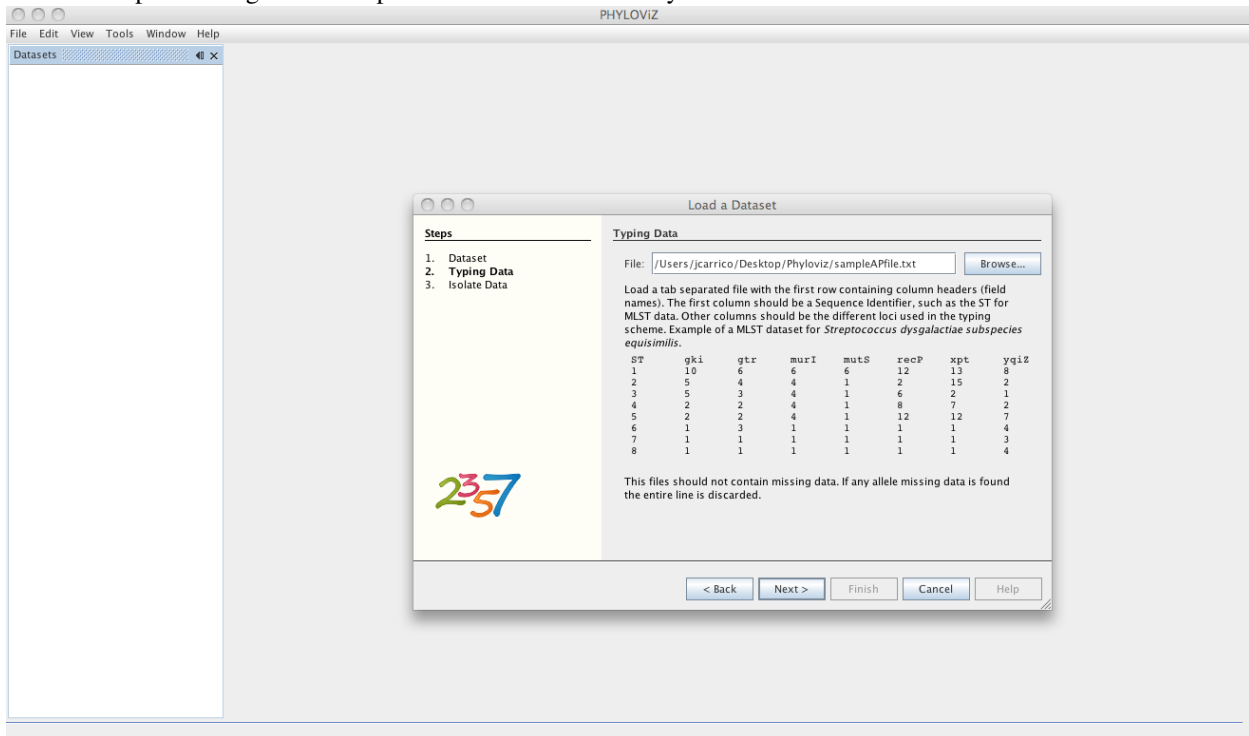 PHYLOViZ
File Edit View Tools Window Help
Datasets
Load a Dataset
Steps
1. Dataset
2. Typing Data
3. Isolate Data
2357
Typing Data
File: /Users/jcarrico/Desktop/Phyloviz/sampleAPfile.txt Browse...
Load a tab separated file with the first row containing column headers (field
names). The first column should be a Sequence Identifier, such as the ST for
MLST data. Other columns should be the different loci used in the typing
scheme. Example of a MLST dataset for Streptococcus dysgalactiae subspecies
equisimilis.
ST gki gtr murI mutS recP xpt yqiZ
1 10 6 6 6 12 13 8
2 5 4 4 1 2 15 2
3 5 3 4 1 6 2 1
4 2 2 4 1 8 7 2
5 2 2 4 1 12 12 7
6 1 3 1 1 1 1 4
7 1 1 1 1 1 1 3
8 1 1 1 1 1 1 4
This files should not contain missing data. If any allele missing data is found
the entire line is discarded.
< Back Next > Finish Cancel Help